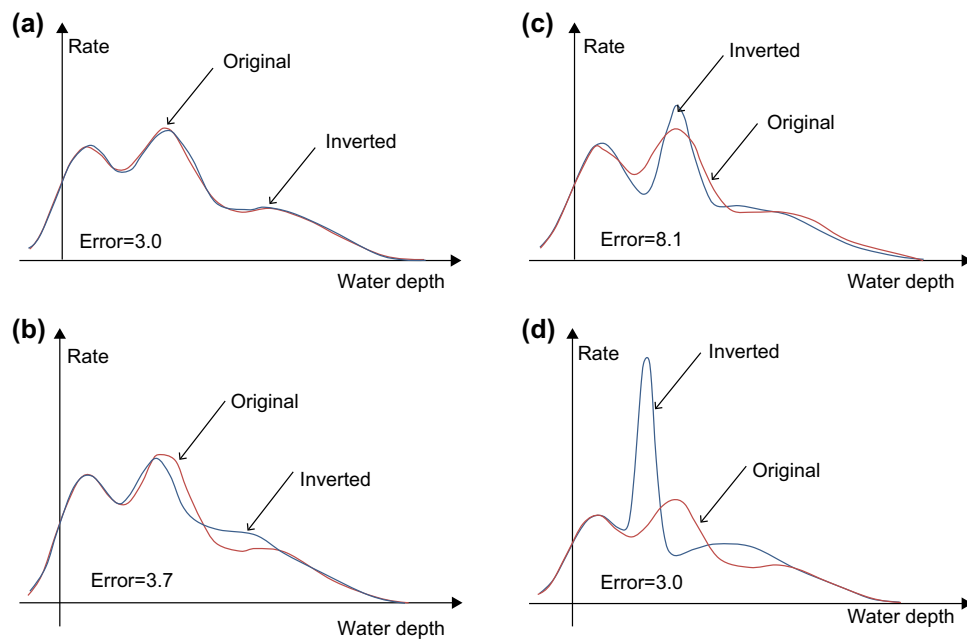 (a)
Rate
Original
Inverted
Error=3.0
Water depth
(b)
Rate
Original
Inverted
Error=3.7
Water depth
(c)
Rate
Inverted
Original
Error=8.1
Water depth
(d)
Rate
Inverted
Original
Error=3.0
Water depth